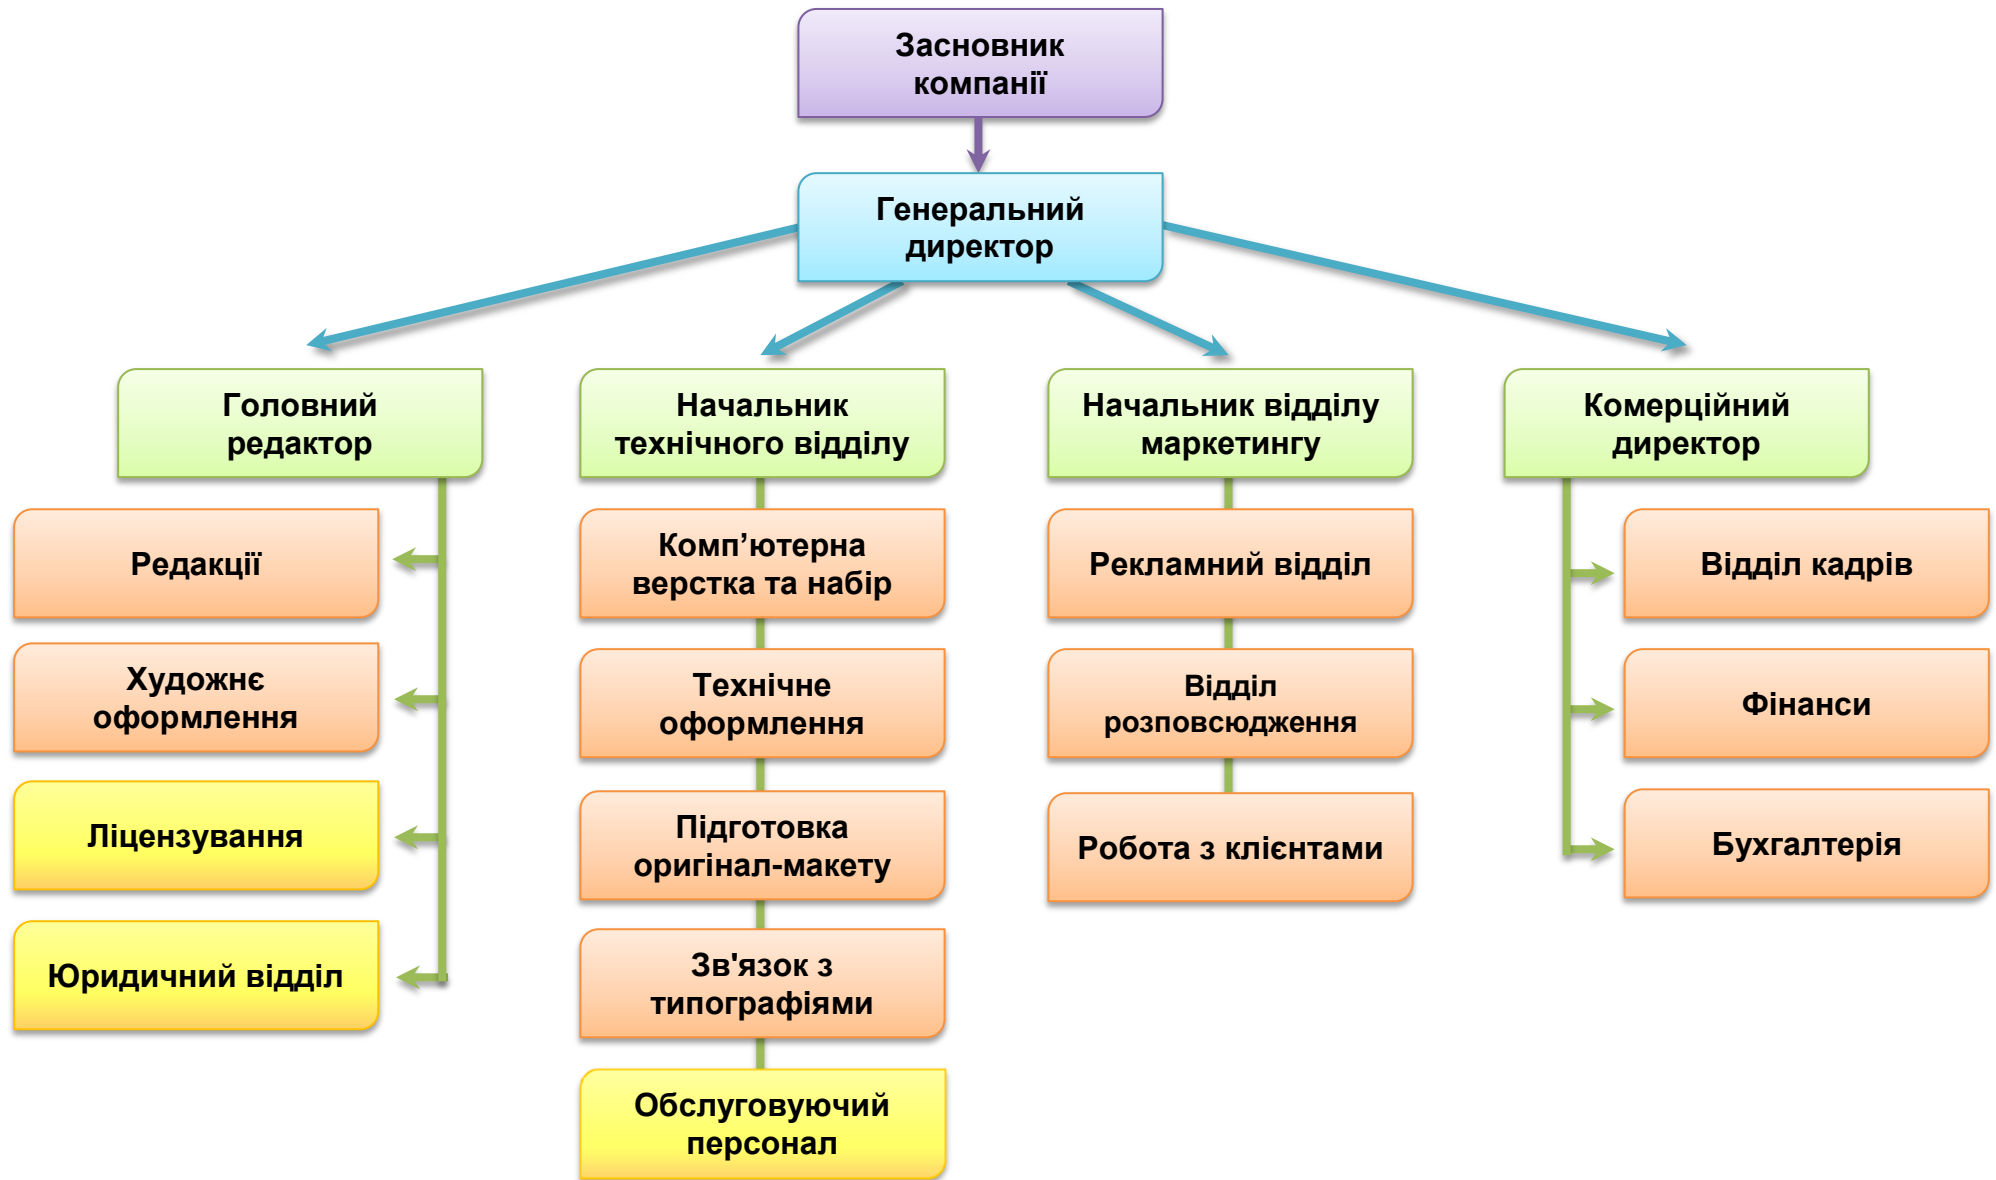 Засновник
компанії
Генеральний
директор
Головний
редактор
Начальник
технічного відділу
Начальник відділу
маркетингу
Комерційний
директор
Редакції
Художнє
оформлення
Ліцензування
Юридичний відділ
Комп’ютерна
верстка та набір
Технічне
оформлення
Підготовка
оригінал-макету
Зв'язок з
типографіями
Обслуговуючий
персонал
Рекламний відділ
Відділ
розповсюдження
Робота з клієнтами
Відділ кадрів
Фінанси
Бухгалтерія